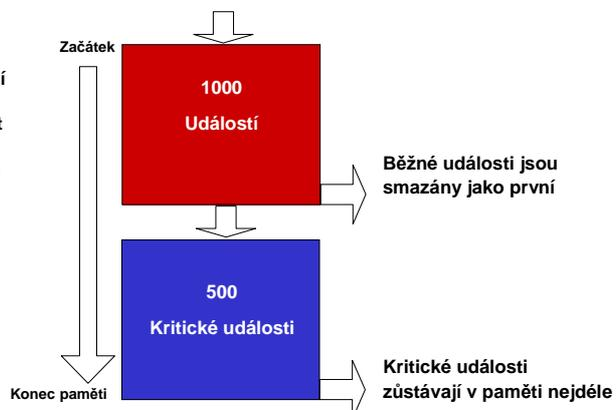 Začátek
í
t
1000
Událostí
Běžné události jsou
smazány jako první
500
Kritické události
Kritické události
zůstávají v paměti nejdéle
Konec paměti